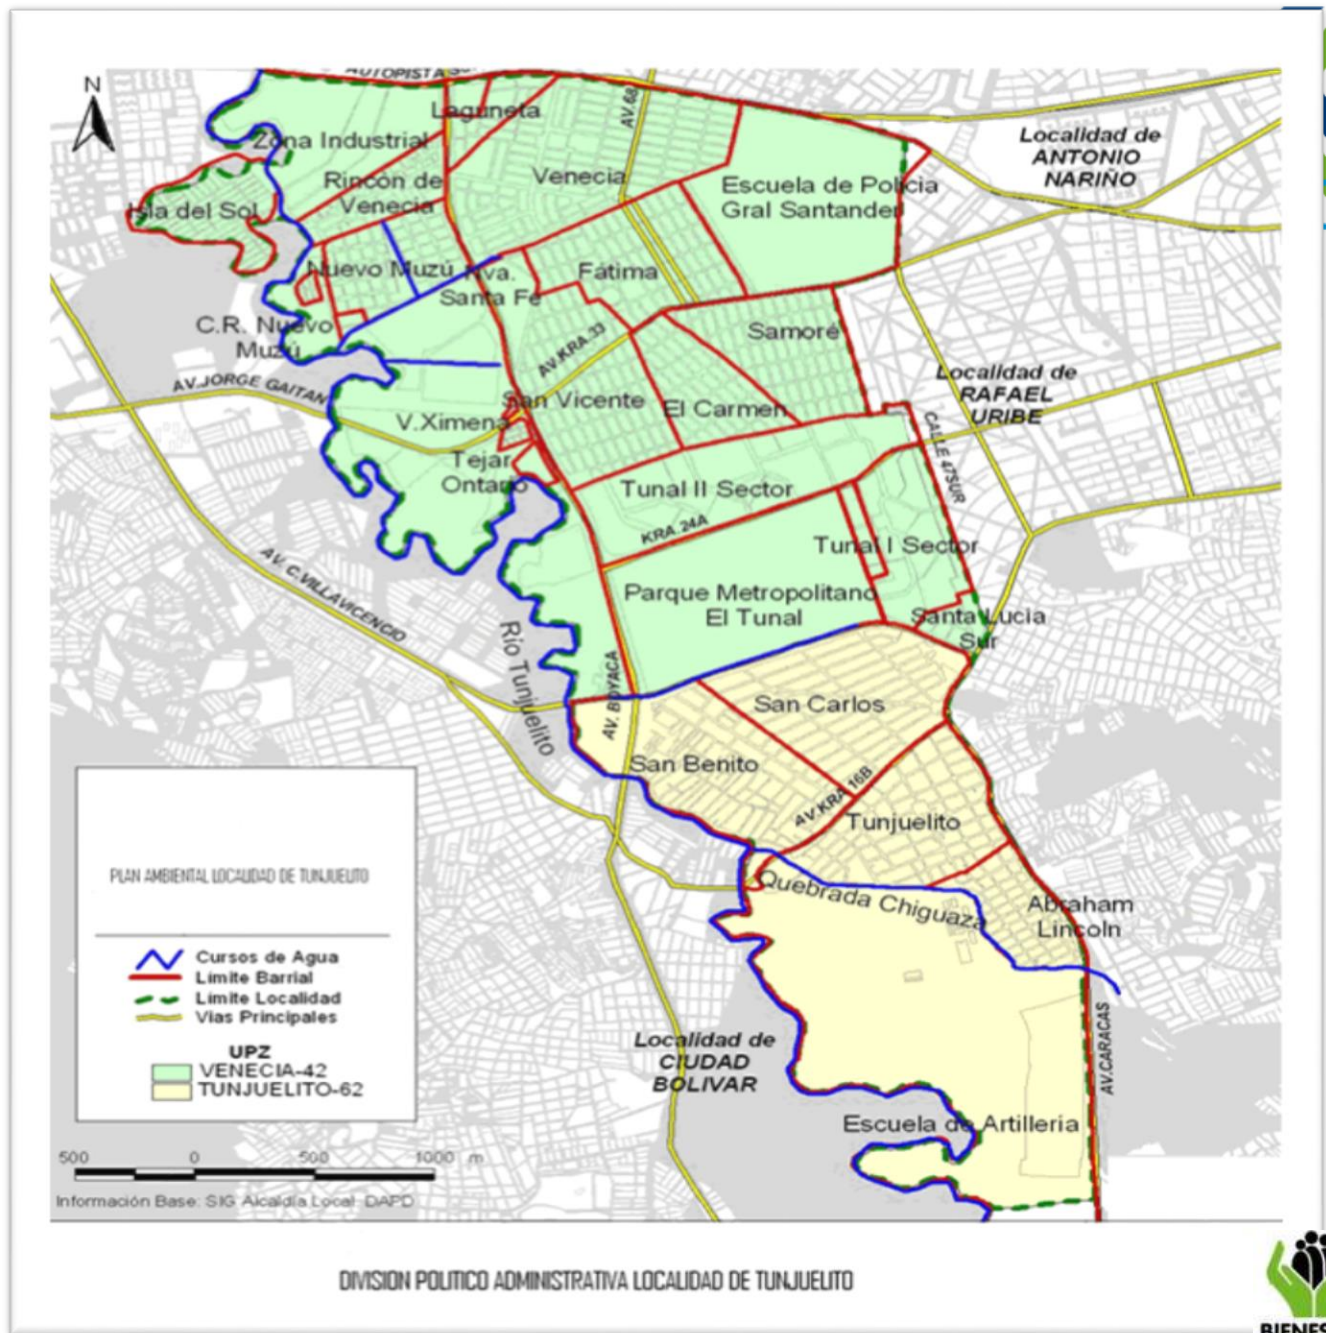 N
AUTOPISTA SUR
Laguneta
AV.68
Zona Industrial
Localidad de
ANTONIO
NARIÑO
Rincón de
Venecia
Venecia
Escuela de Policia
Gral Santander
Isla del Sol
Nuevo Muzú
Nva.
Santa Fé
Fátima
C.R. Nuevo
Muzú
AV.KRA.33
Samoré
AV.JORGE GAITAN
Localidad de
RAFAEL
URIBE
San Vicente
El Carmen
V.Ximena
CALLE 47SUR
Tejar
Ontario
Tunal II Sector
KRA.24A
Tunal I Sector
AV. C.VILLAVICENCIO
Parque Metropolitano
El Tunal
Santa Lucia
Sur
Río Tunjuelito
AV. BOYACA
San Carlos
San Benito
AV.KRA 16B
Tunjuelito
PLAN AMBIENTAL LOCALIDAD DE TUNJUELITO
Quebrada Chiguaza
Abraham
Lincoln
Cursos de Agua
Limite Barrial
Limite Localidad
Vias Principales
UPZ
VENECIA-42
TUNJUELITO-62
Localidad de
CIUDAD
BOLIVAR
AV.CARACAS
Escuela de Artillería
500 0 500 1000 m
Información Base: SIG Alcaldía Local DAPD
DIVISION POLITICO ADMINISTRATIVA LOCALIDAD DE TUNJUELITO
BIENES